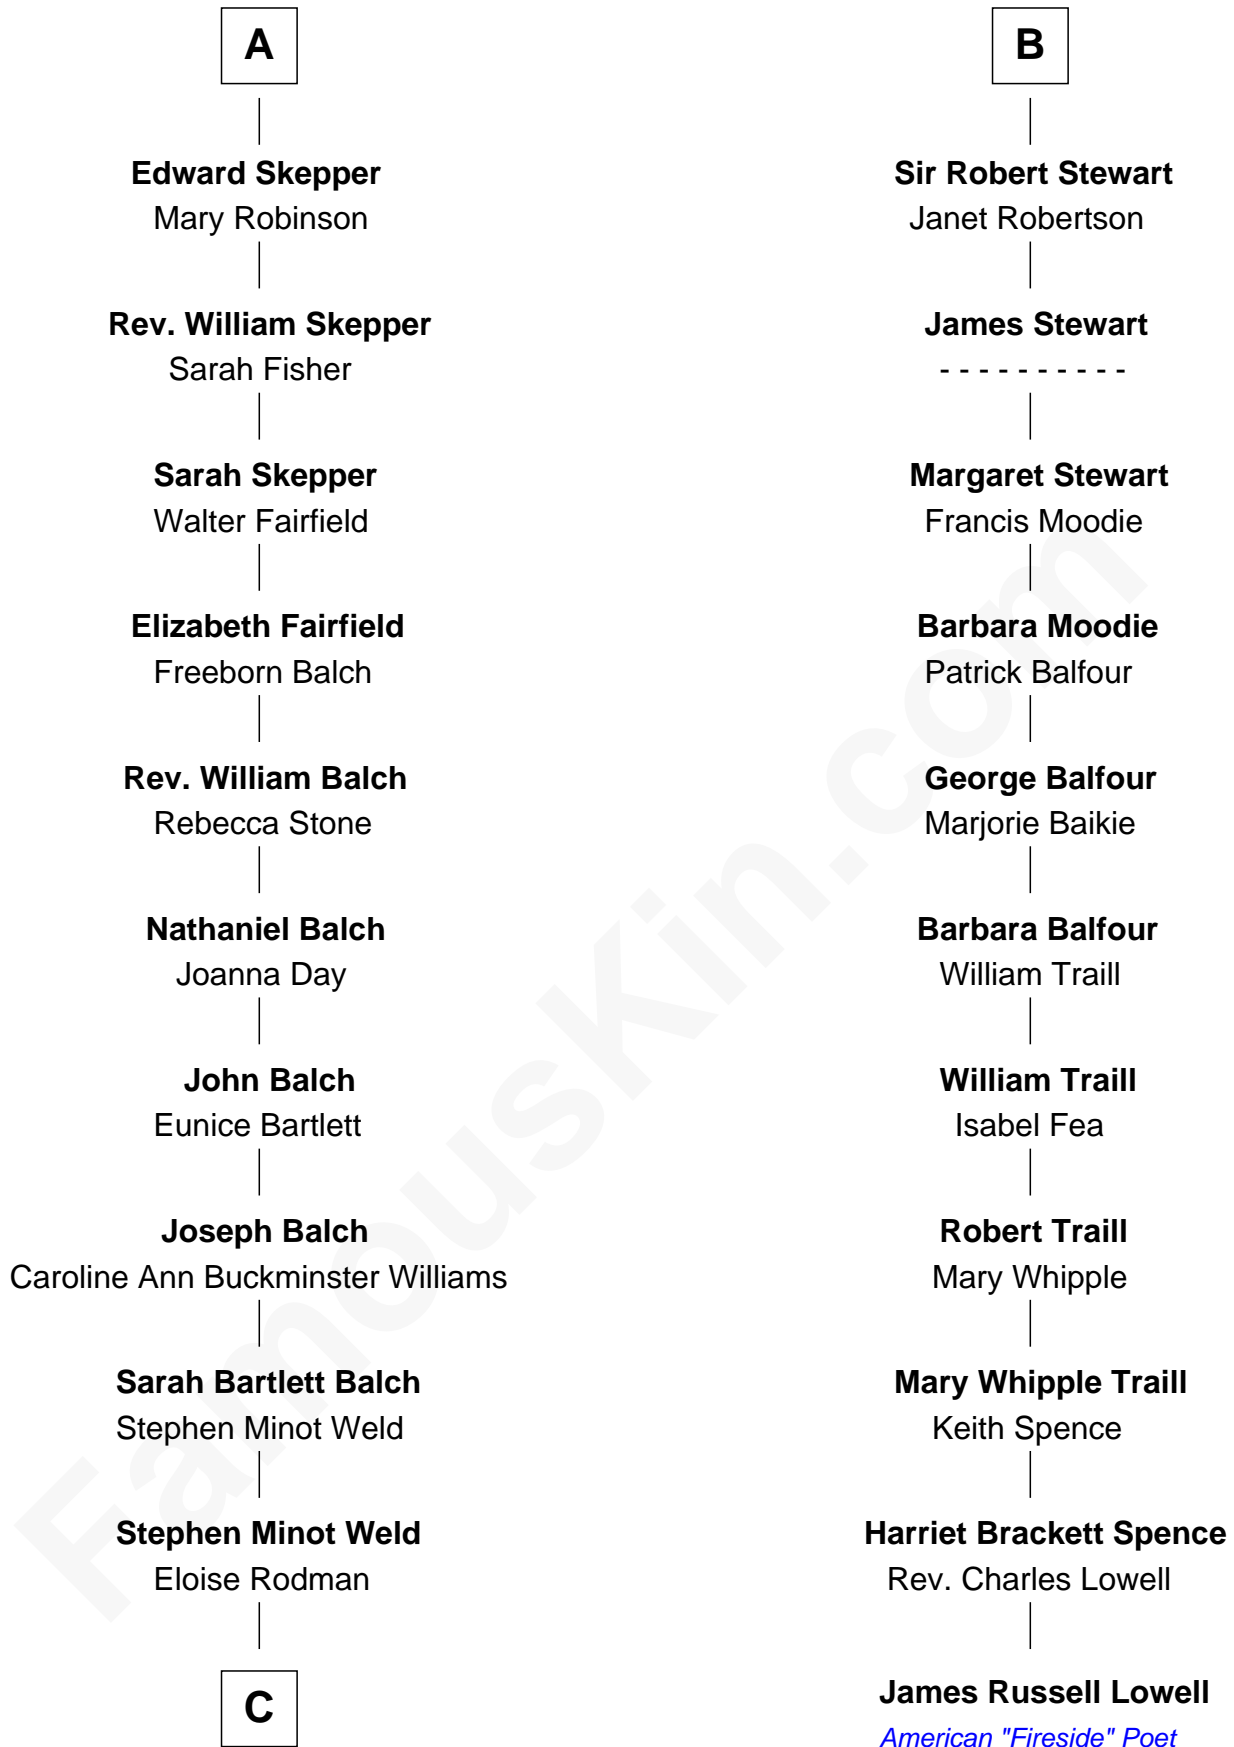 A
Edward Skepper
Mary Robinson
Rev. William Skepper
Sarah Fisher
Sarah Skepper
Walter Fairfield
Elizabeth Fairfield
Freeborn Balch
Rev. William Balch
Rebecca Stone
Nathaniel Balch
Joanna Day
John Balch
Eunice Bartlett
Joseph Balch
Caroline Ann Buckminster Williams
Sarah Bartlett Balch
Stephen Minot Weld
Stephen Minot Weld
Eloise Rodman
C
B
Sir Robert Stewart
Janet Robertson
James Stewart
- - - - - - - - - -
Margaret Stewart
Francis Moodie
Barbara Moodie
Patrick Balfour
George Balfour
Marjorie Baikie
Barbara Balfour
William Traill
William Traill
Isabel Fea
Robert Traill
Mary Whipple
Mary Whipple Traill
Keith Spence
Harriet Brackett Spence
Rev. Charles Lowell
James Russell Lowell
American "Fireside" Poet
FamousKin.com